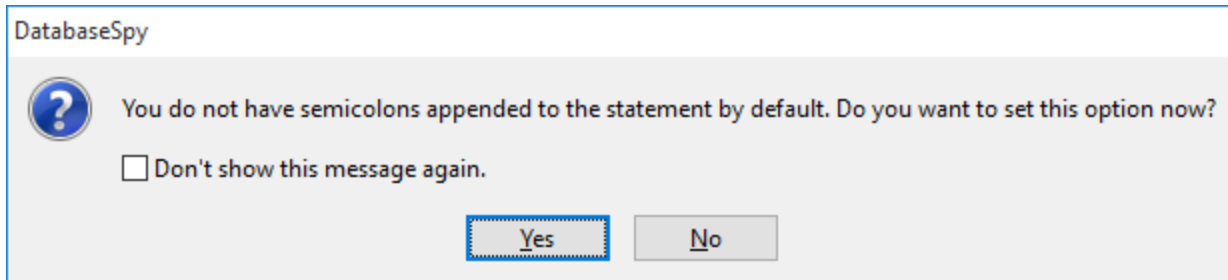 DatabaseSpy
You do not have semicolons appended to the statement by default. Do you want to set this option now?
Don't show this message again.
Yes
No